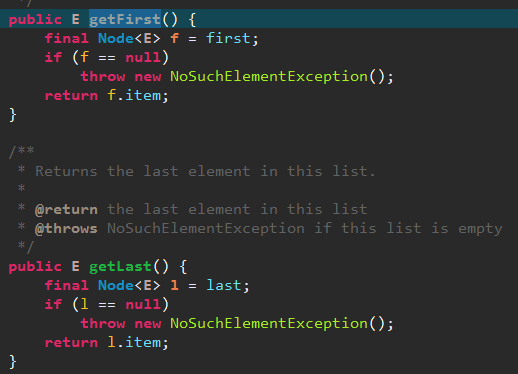 */
public E getFirst() {
    final Node<E> f = first;
    if (f == null)
        throw new NoSuchElementException();
    return f.item;
}

/**
 * Returns the last element in this list.
 *
 * @return the last element in this list
 * @throws NoSuchElementException if this list is empty
 */
public E getLast() {
    final Node<E> l = last;
    if (l == null)
        throw new NoSuchElementException();
    return l.item;
}